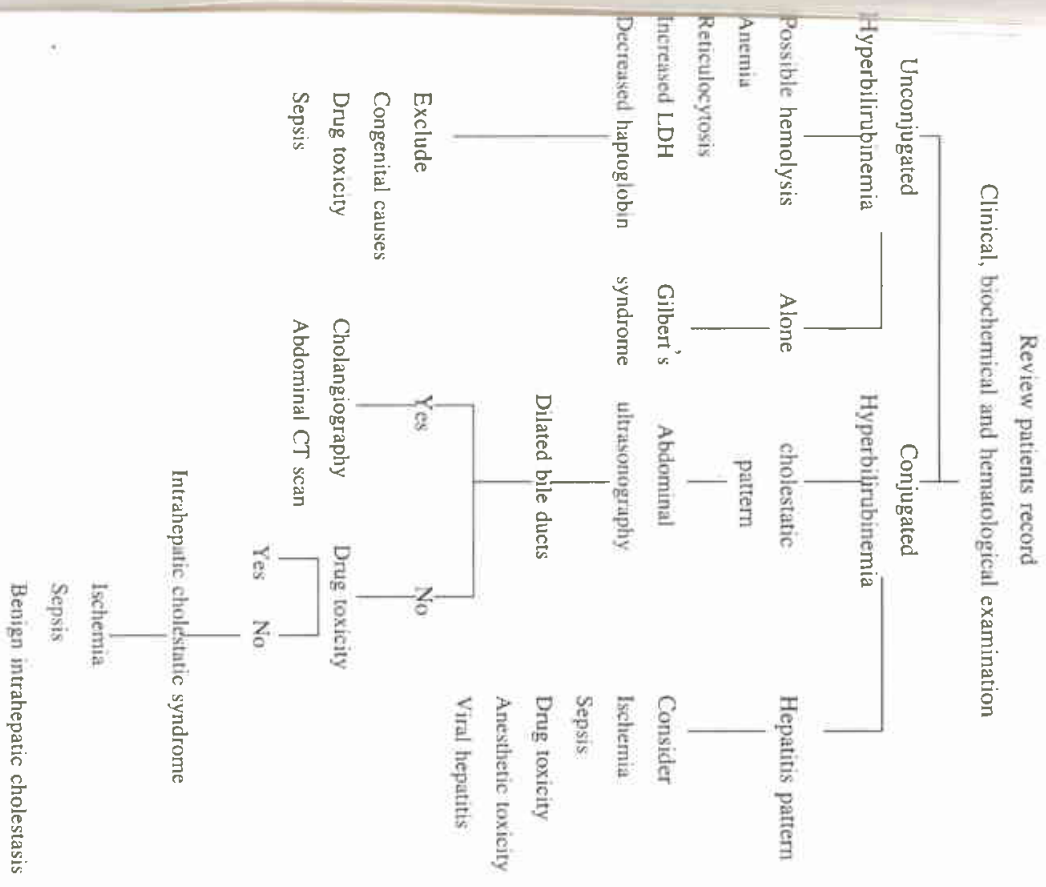 Review patients record
Clinical, biochemical and hematological examination
Unconjugated
Hyperbilirubinemia
Possible hemolysis
Anemia
Reticulocytosis
Increased LDH
Decreased haptoglobin
Exclude
Congenital causes
Drug toxicity
Sepsis
Alone
Gilbert's
syndrome
Conjugated
Hyperbilirubinemia
cholestatic
pattern
Abdominal
ultrasonography
Dilated bile ducts
Yes
Cholangiography
Abdominal CT scan
No
Drug toxicity
Yes No
Intrahepatic cholestatic syndrome
Ischemia
Sepsis
Benign intrahepatic cholestasis
Hepatitis pattern
Consider
Ischemia
Sepsis
Drug toxicity
Anesthetic toxicity
Viral hepatitis